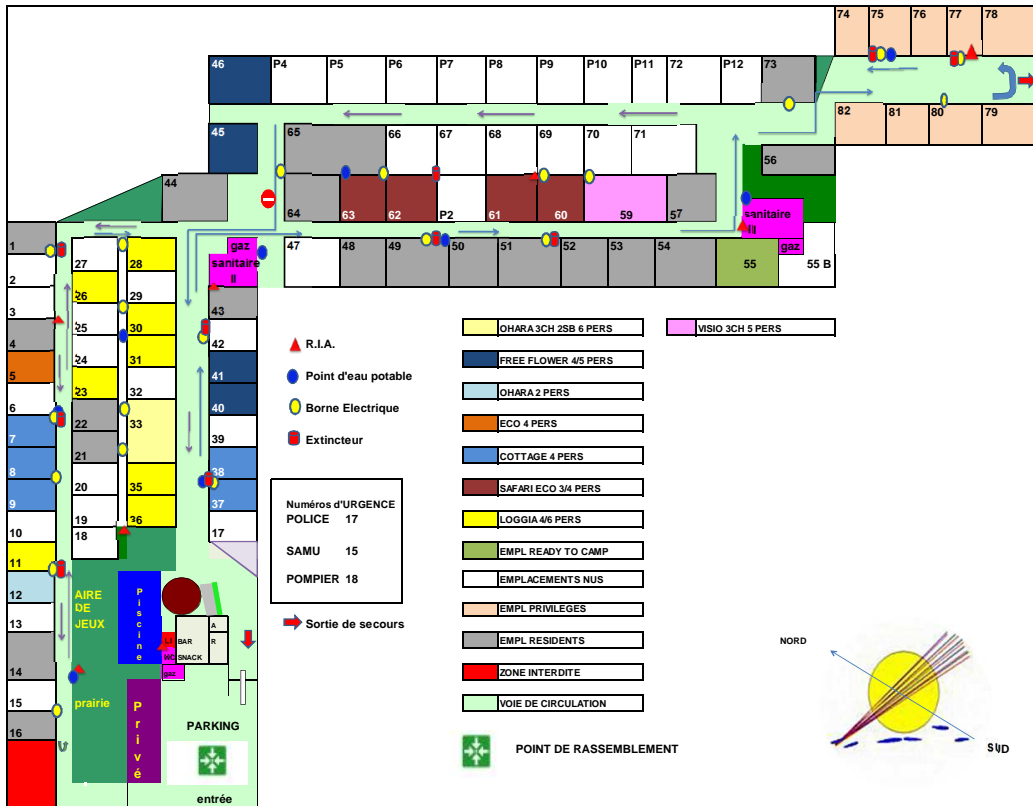 74
75
76
77
78
46
P4
P5
P6
P7
P8
P9
P10
P11
72
P12
73
45
65
66
67
68
69
70
71
82
81
80
79
44
64
63
62
P2
61
60
59
57
56
sanitaire
III
gaz
1
2
3
4
5
6
7
8
9
10
11
12
13
14
15
16
27
26
25
24
23
22
21
20
19
18
28
29
30
31
32
33
35
36
gaz
sanitaire
II
47
48
49
50
51
52
53
54
55
55 B
43
42
41
40
39
38
37
17
R.I.A.
Point d'eau potable
Borne Electrique
Extincteur
Numéros d'URGENCE
POLICE 17
SAMU 15
POMPIER 18
Sortie de secours
OHARA 3CH 2SB 6 PERS
FREE FLOWER 4/5 PERS
OHARA 2 PERS
ECO 4 PERS
COTTAGE 4 PERS
SAFARI ECO 3/4 PERS
LOGGIA 4/6 PERS
EMPL READY TO CAMP
EMPLACEMENTS NUS
EMPL PRIVILEGES
EMPL RESIDENTS
ZONE INTERDITE
VOIE DE CIRCULATION
VISIO 3CH 5 PERS
POINT DE RASSEMBLEMENT
NORD
SUD
AIRE
DE
JEUX
prairie
Piscine
Privé
BAR
SNACK
A
R
WC
gaz
PARKING
entrée